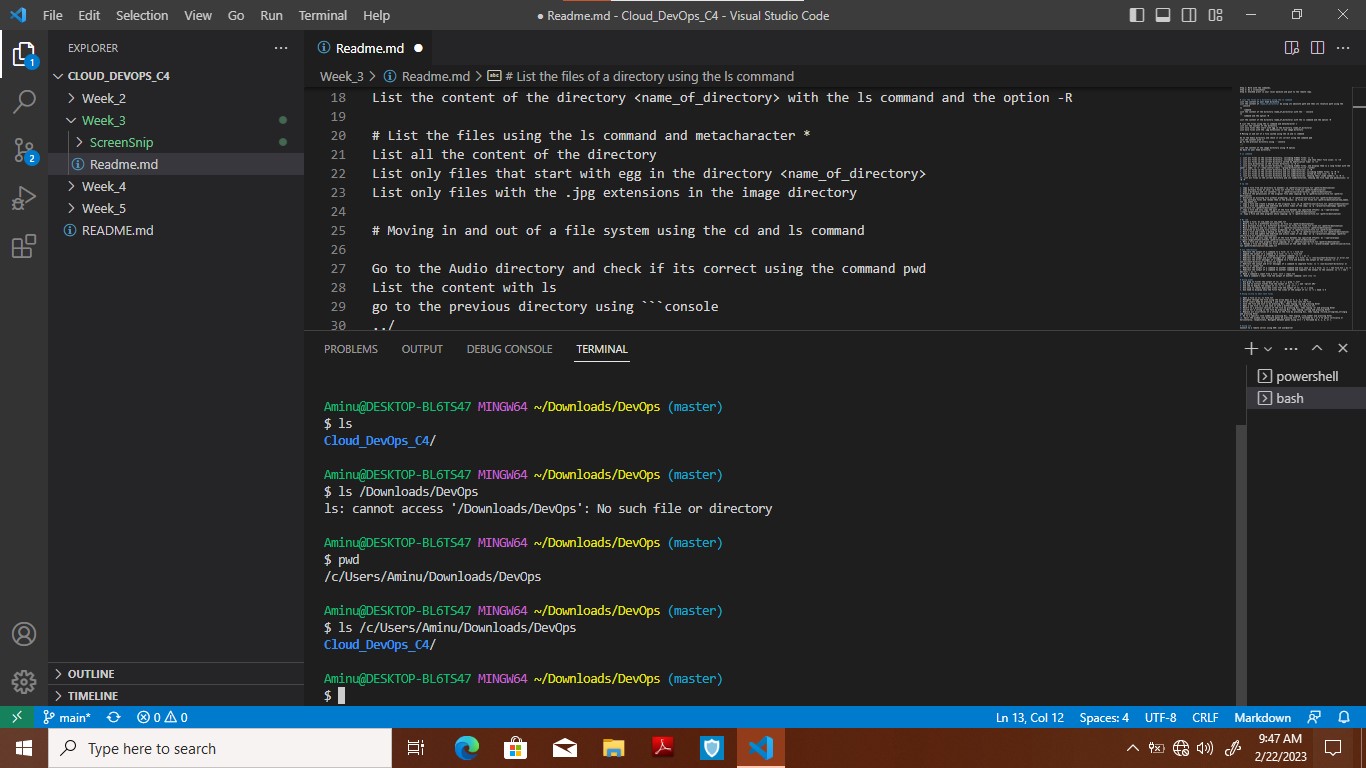 File Edit Selection View Go Run Terminal Help
● Readme.md - Cloud_DevOps_C4 - Visual Studio Code
EXPLORER
CLOUD_DEVOPS_C4
Week_2
Week_3
ScreenSnip
Readme.md
Week_4
Week_5
README.md
OUTLINE
TIMELINE
1
2
Readme.md
Week_3 > Readme.md > # List the files of a directory using the ls command
18 List the content of the directory <name_of_directory> with the ls command and the option -R
19
20 # List the files using the ls command and metacharacter *
21 List all the content of the directory
22 List only files that start with egg in the directory <name_of_directory>
23 List only files with the .jpg extensions in the image directory
24
25 # Moving in and out of a file system using the cd and ls command
26
27 Go to the Audio directory and check if its correct using the command pwd
28 List the content with ls
29 go to the previous directory using ```console
30 ../
PROBLEMS OUTPUT DEBUG CONSOLE TERMINAL
powershell
bash
Aminu@DESKTOP-BL6TS47 MINGW64 ~/Downloads/DevOps (master)
$ ls
Cloud_DevOps_C4/
Aminu@DESKTOP-BL6TS47 MINGW64 ~/Downloads/DevOps (master)
$ ls /Downloads/DevOps
ls: cannot access '/Downloads/DevOps': No such file or directory
Aminu@DESKTOP-BL6TS47 MINGW64 ~/Downloads/DevOps (master)
$ pwd
/c/Users/Aminu/Downloads/DevOps
Aminu@DESKTOP-BL6TS47 MINGW64 ~/Downloads/DevOps (master)
$ ls /c/Users/Aminu/Downloads/DevOps
Cloud_DevOps_C4/
Aminu@DESKTOP-BL6TS47 MINGW64 ~/Downloads/DevOps (master)
$
main* 0 0 Ln 13, Col 12 Spaces: 4 UTF-8 CRLF Markdown
Type here to search
9:47 AM
2/22/2023